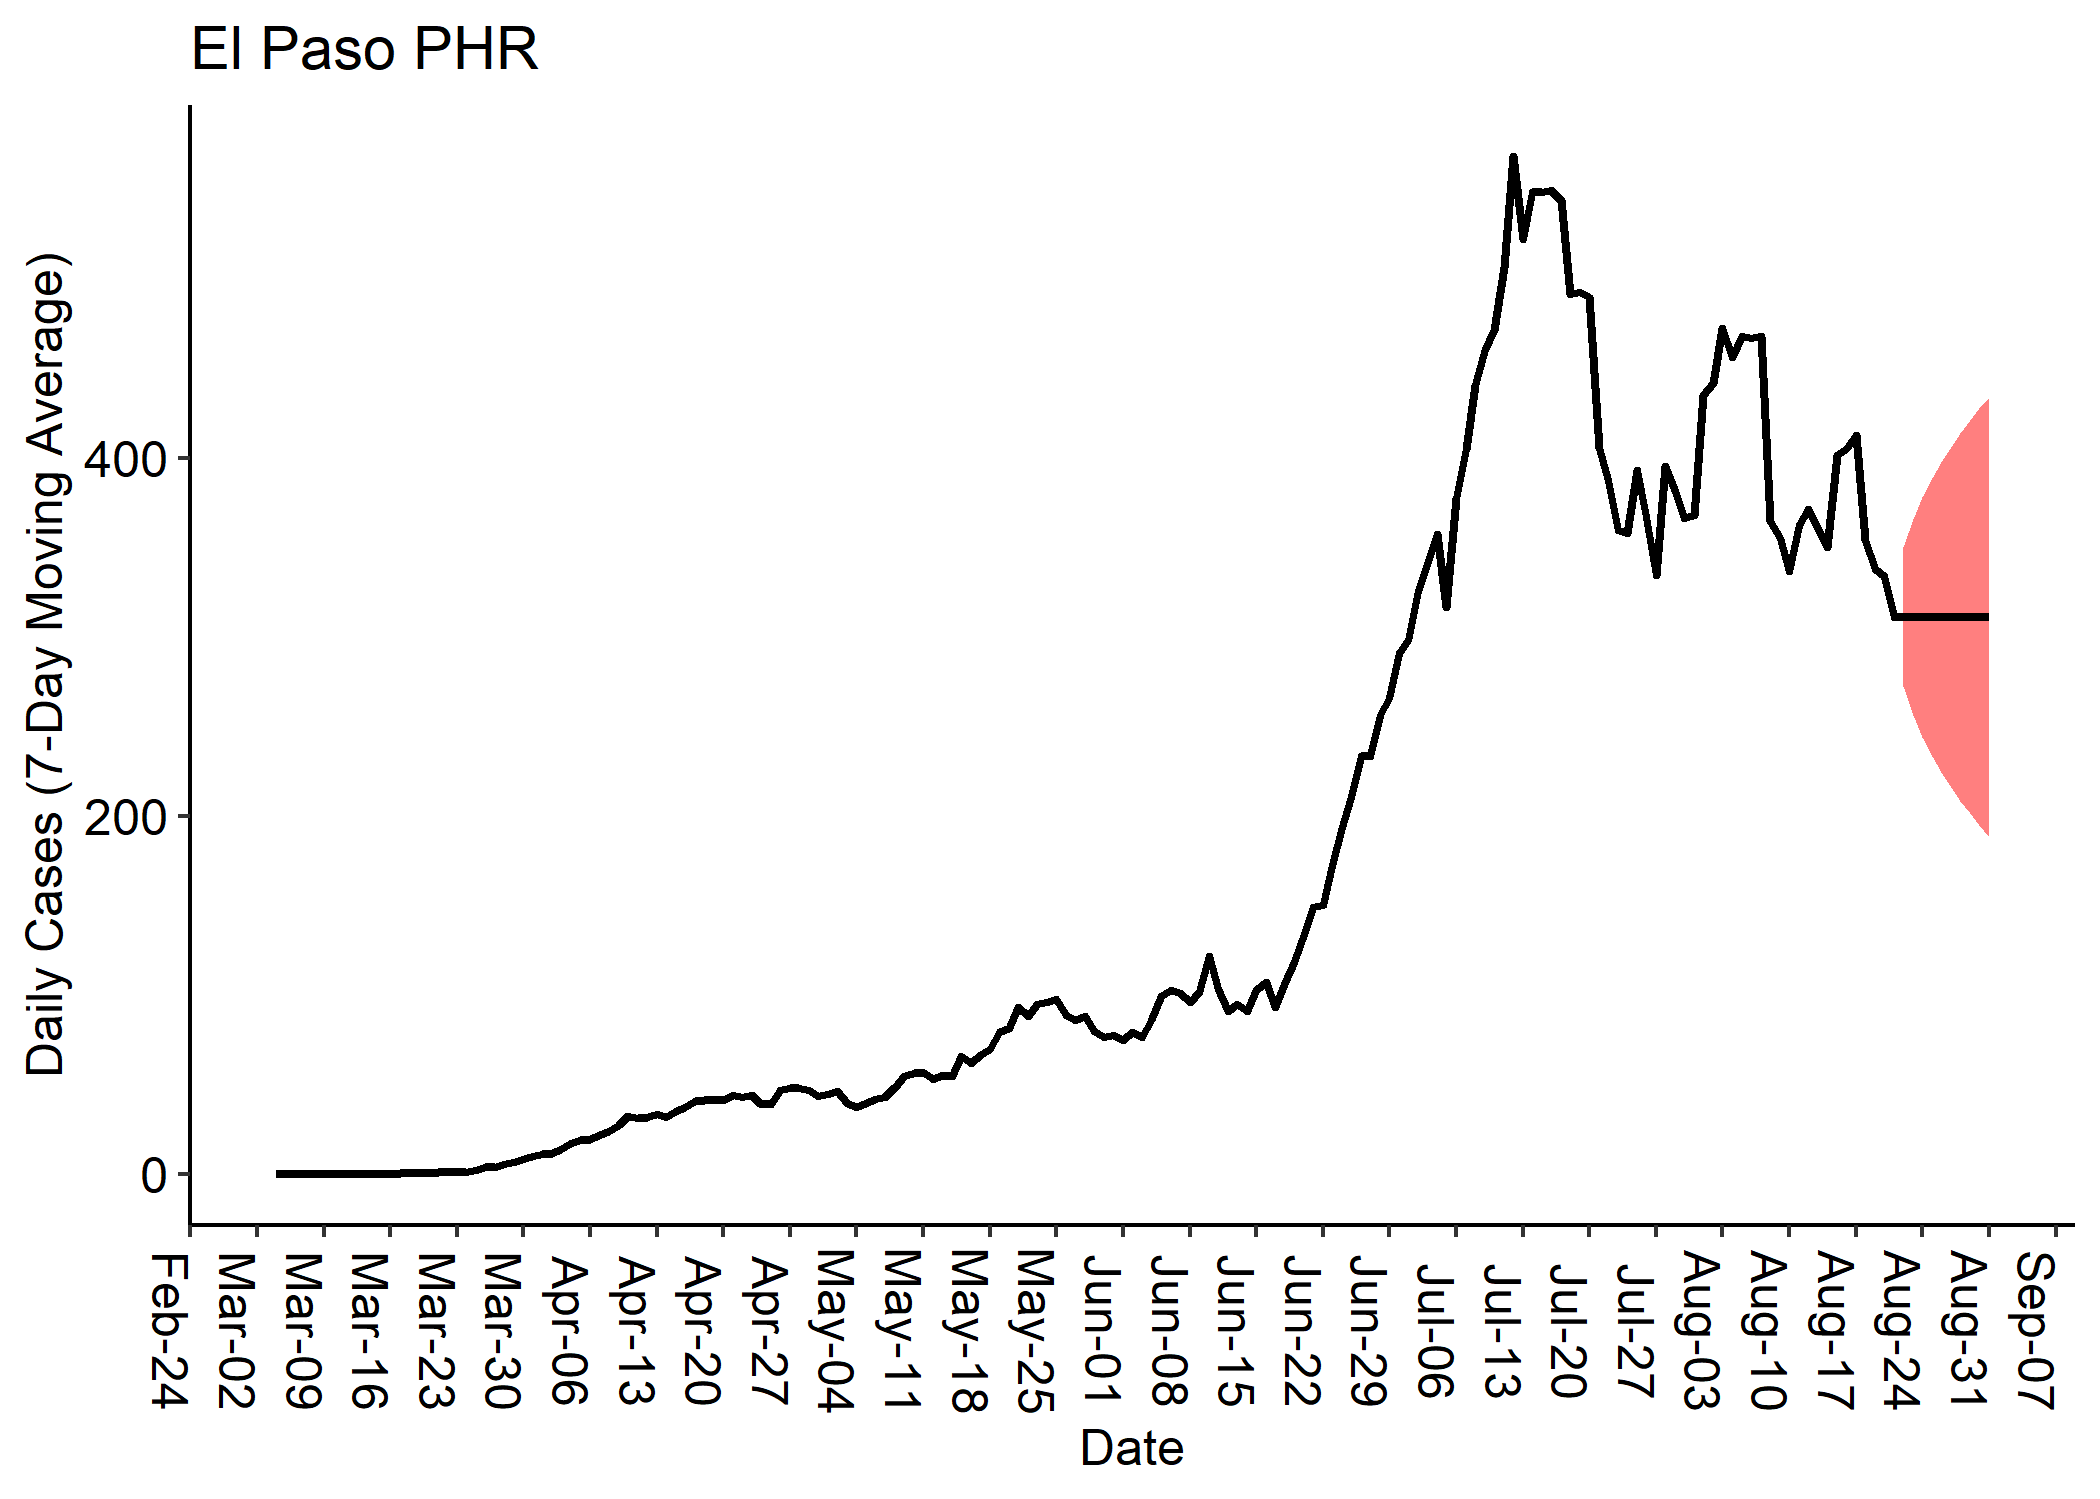 El Paso PHR
Daily Cases (7-Day Moving Average)
400
200
0
Feb-24
Mar-02
Mar-09
Mar-16
Mar-23
Mar-30
Apr-06
Apr-13
Apr-20
Apr-27
May-04
May-11
May-18
May-25
Jun-01
Jun-08
Jun-15
Jun-22
Jun-29
Jul-06
Jul-13
Jul-20
Jul-27
Aug-03
Aug-10
Aug-17
Aug-24
Aug-31
Sep-07
Date